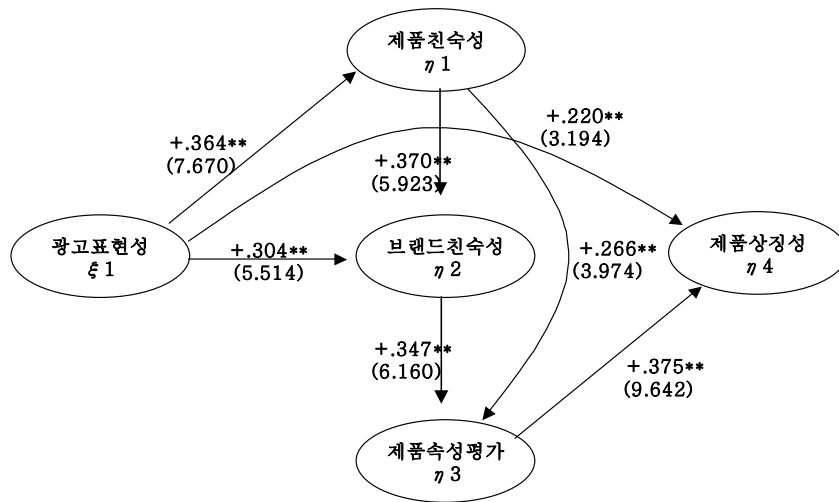 제품친숙성
η 1
+.364**
(7.670)
+.220**
(3.194)
+.370**
(5.923)
광고표현성
ξ 1
+.304**
(5.514)
브랜드친숙성
η 2
+.266**
(3.974)
제품상징성
η 4
+.347**
(6.160)
+.375**
(9.642)
제품속성평가
η 3